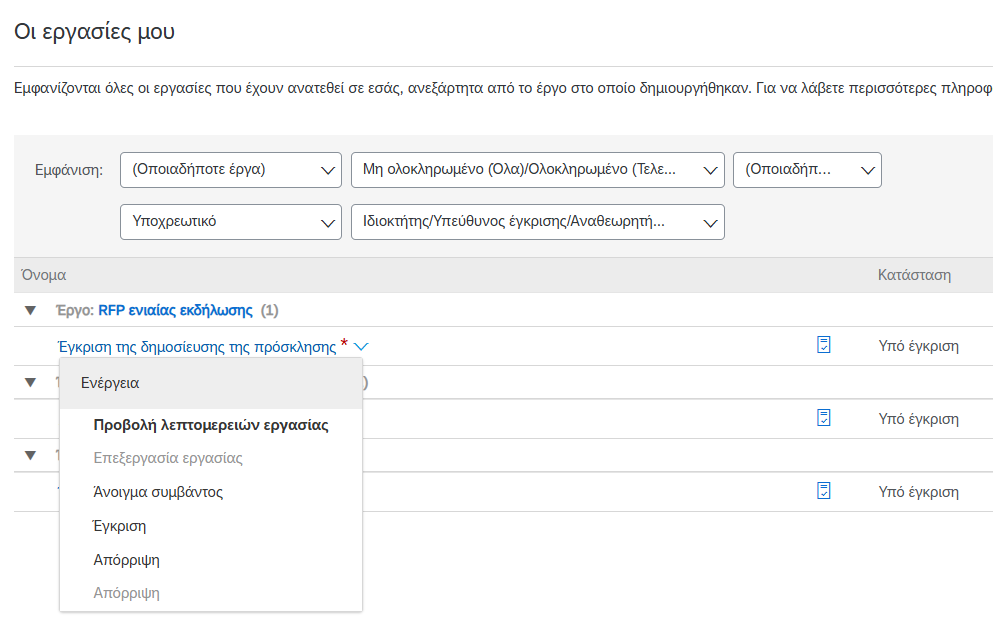 Οι εργασίες μου
Εμφανίζονται όλες οι εργασίες που έχουν ανατεθεί σε εσάς, ανεξάρτητα από το έργο στο οποίο δημιουργήθηκαν. Για να λάβετε περισσότερες πληροφ
Εμφάνιση: (Οποιαδήποτε έργα) Μη ολοκληρωμένο (Όλα)/Ολοκληρωμένο (Τελε... (Οποιαδήπ...
Υποχρεωτικό Ιδιοκτήτης/Υπεύθυνος έγκρισης/Αναθεωρητή...
Όνομα Κατάσταση
Έργο: RFP ενιαίας εκδήλωσης (1)
Έγκριση της δημοσίευσης της πρόσκλησης * Υπό έγκριση
Ενέργεια )
Προβολή λεπτομερειών εργασίας Υπό έγκριση
Επεξεργασία εργασίας
Άνοιγμα συμβάντος Υπό έγκριση
Έγκριση
Απόρριψη
Απόρριψη